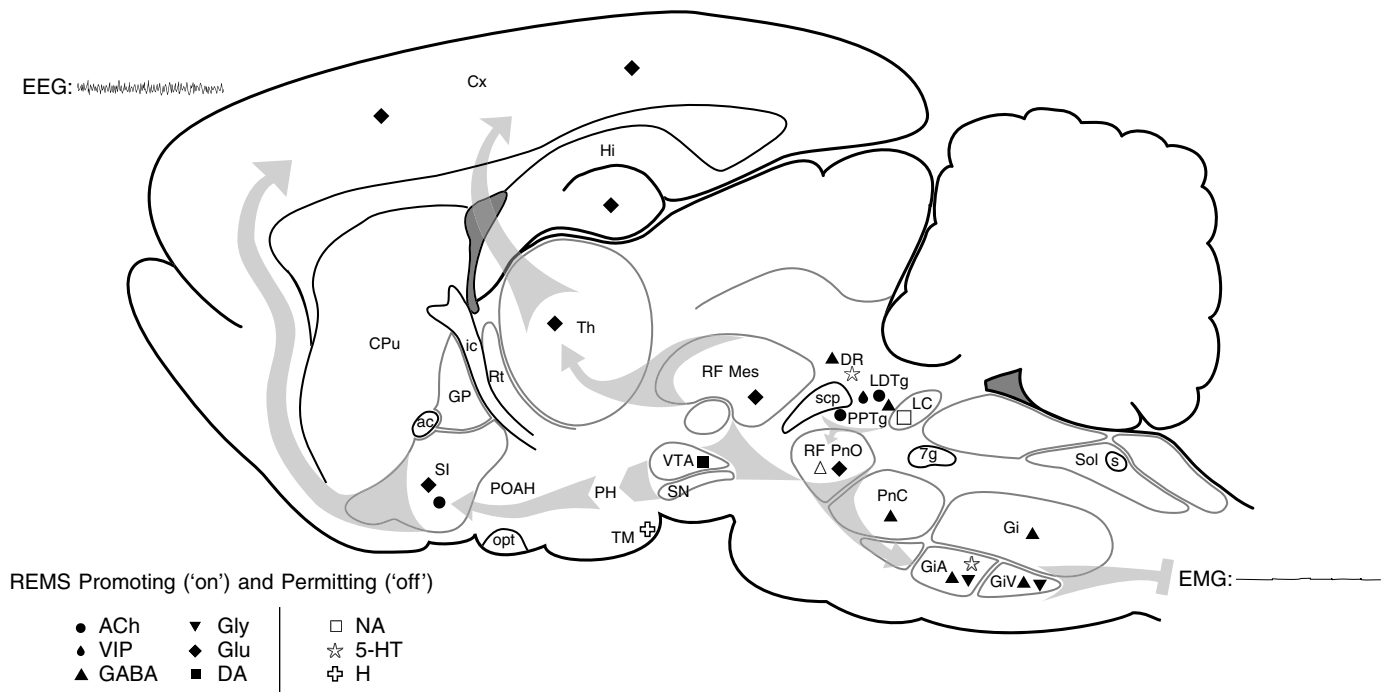 Cx
EEG:
Hi
Th
CPu
ic
Rt
DR
RF Mes
LDTg
GP
scp
LC
PPTg
ac
RF PnO
7g
Sol s
VTA
SI
POAH
PH
SN
PnC
Gi
TM
opt
GiA
GiV
EMG:
REMS Promoting (‘on’) and Permitting (‘off’)
ACh Gly NA
VIP Glu 5-HT
GABA DA H